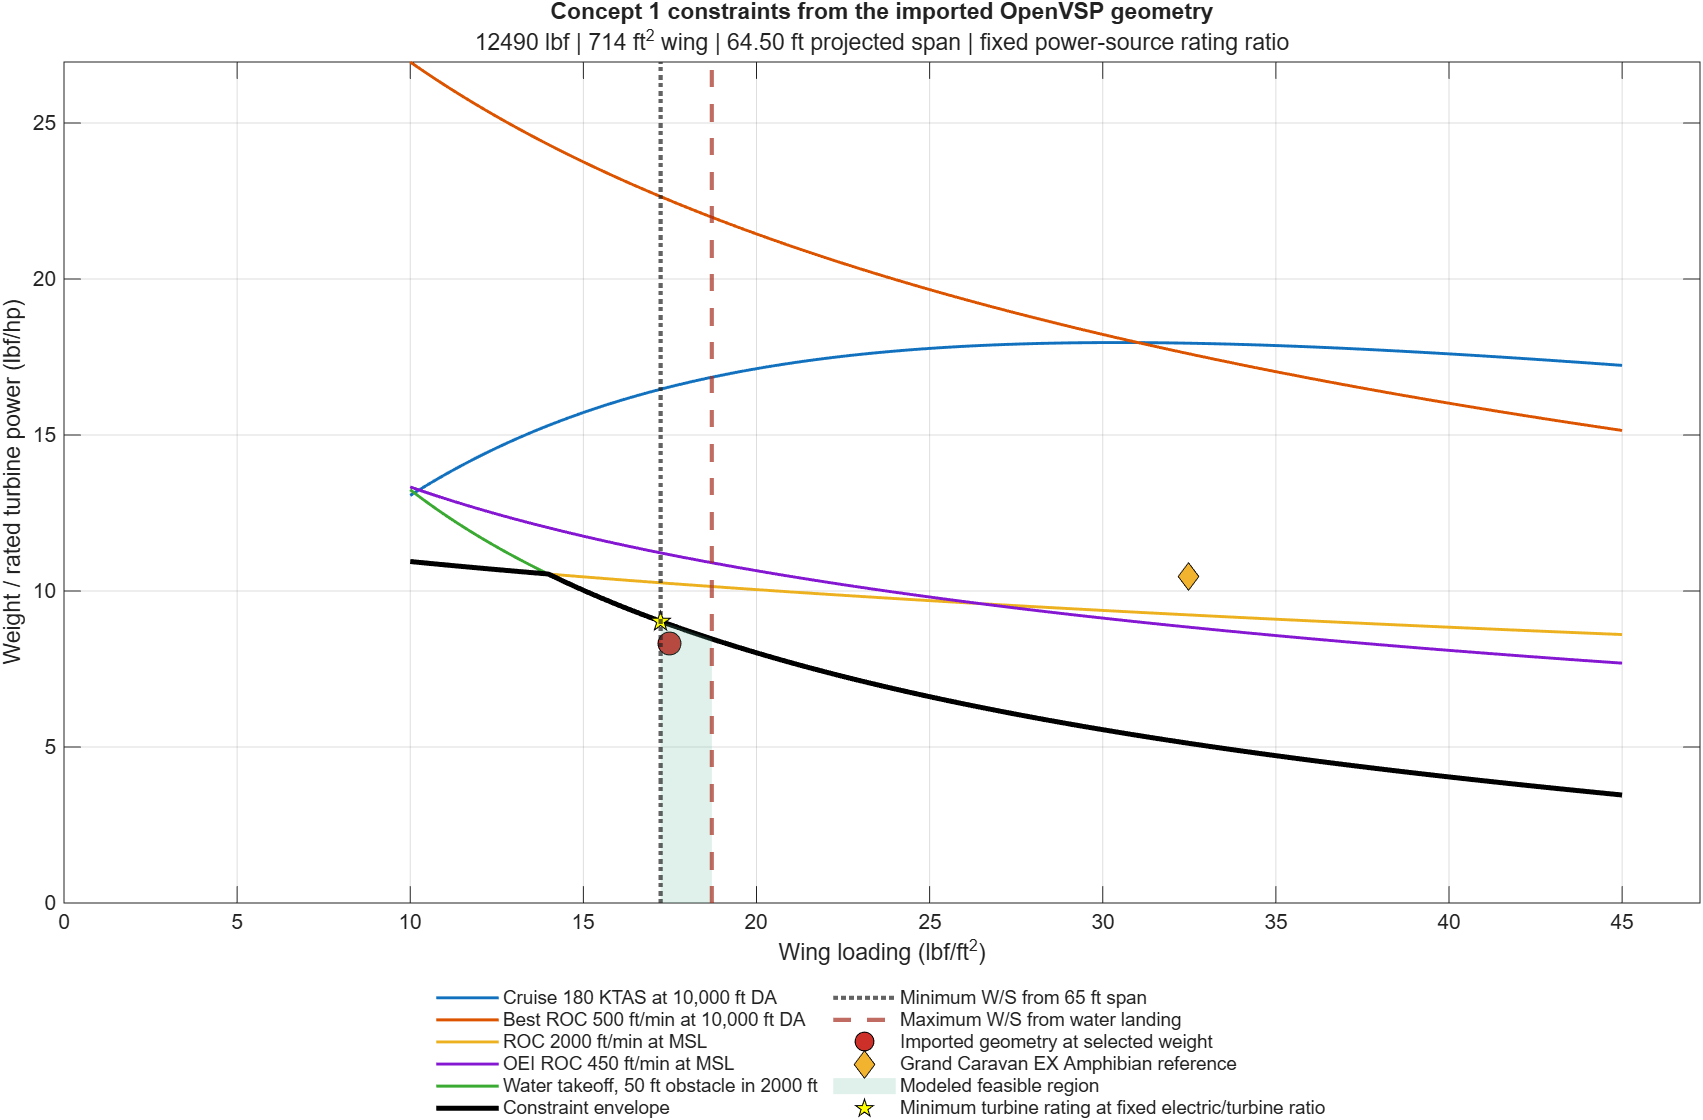 Concept 1 constraints from the imported OpenVSP geometry
12490 lbf | 714 ft² wing | 64.50 ft projected span | fixed power-source rating ratio
Weight / rated turbine power (lbf/hp)
25
20
15
10
5
0
0 5 10 15 20 25 30 35 40 45
Wing loading (lbf/ft²)
Cruise 180 KTAS at 10,000 ft DA
Best ROC 500 ft/min at 10,000 ft DA
ROC 2000 ft/min at MSL
OEI ROC 450 ft/min at MSL
Water takeoff, 50 ft obstacle in 2000 ft
Constraint envelope
Minimum W/S from 65 ft span
Maximum W/S from water landing
Imported geometry at selected weight
Grand Caravan EX Amphibian reference
Modeled feasible region
Minimum turbine rating at fixed electric/turbine ratio